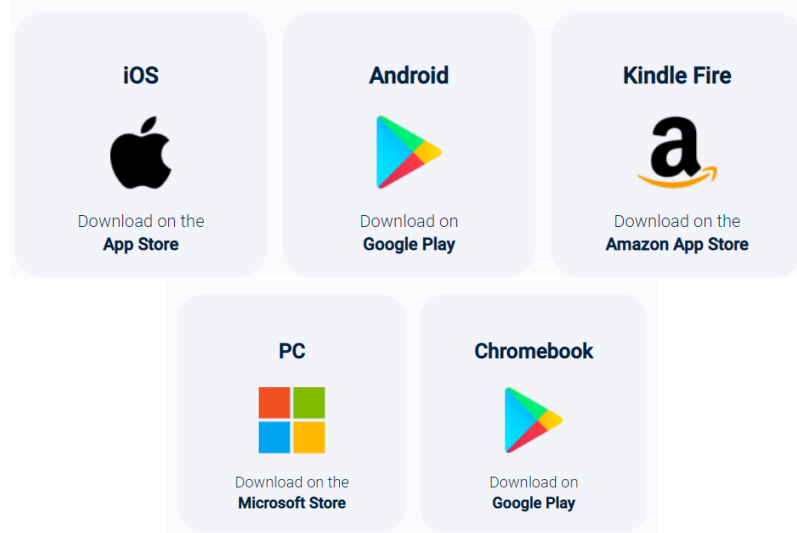 iOS
Download on the
App Store
Android
Download on
Google Play
Kindle Fire
a
Download on the
Amazon App Store
PC
Download on the
Microsoft Store
Chromebook
Download on
Google Play